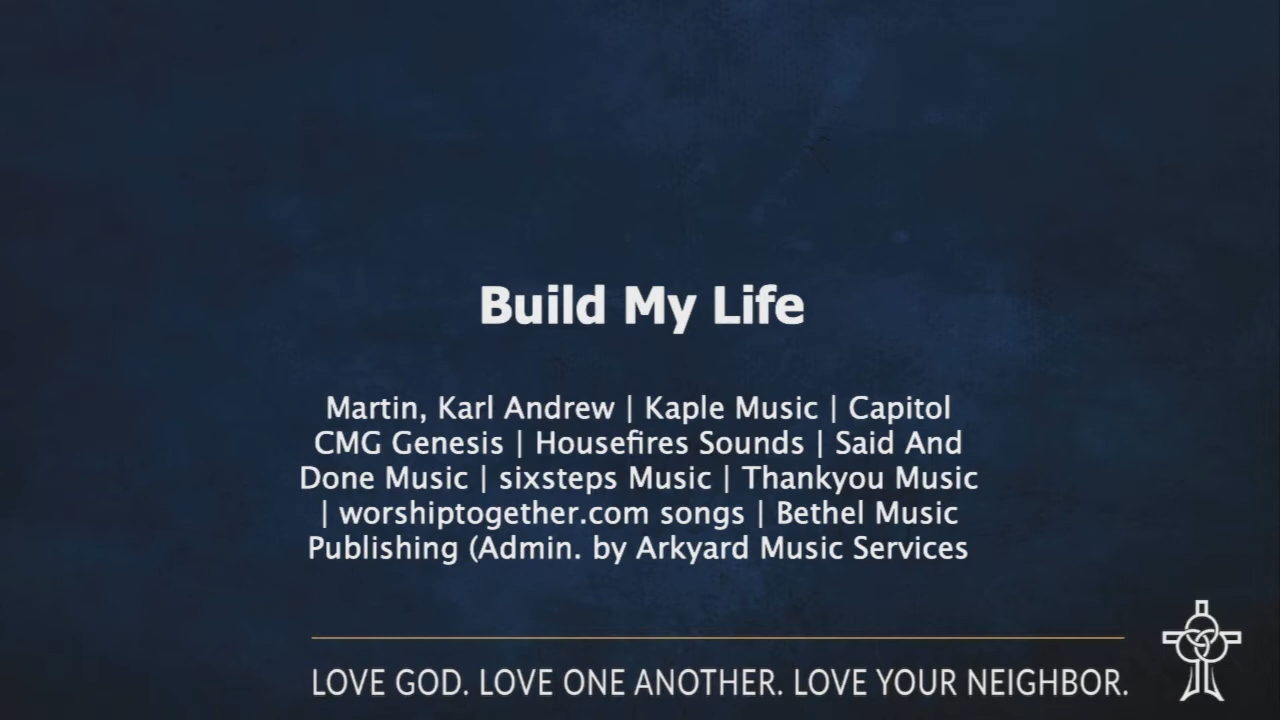 Build My Life
Martin, Karl Andrew | Kaple Music | Capitol
CMG Genesis | Housefires Sounds | Said And
Done Music | sixsteps Music | Thankyou Music
| worshiptogether.com songs | Bethel Music
Publishing (Admin. by Arkyard Music Services
LOVE GOD. LOVE ONE ANOTHER. LOVE YOUR NEIGHBOR.